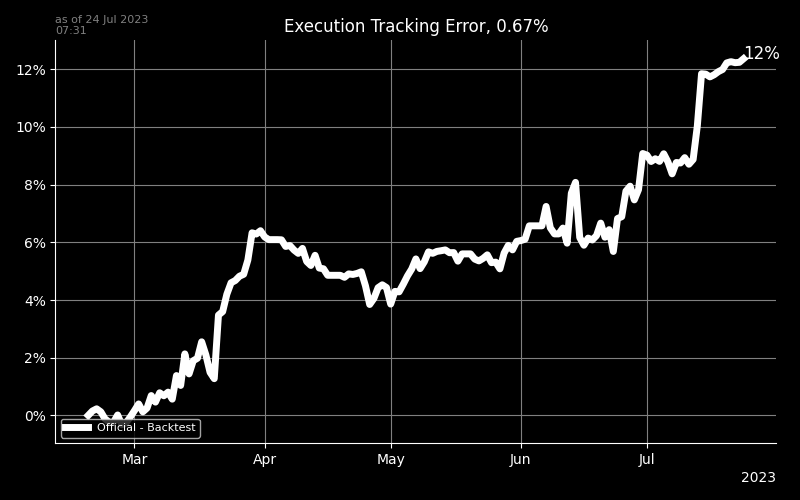 as of 24 Jul 2023
07:31
Execution Tracking Error, 0.67%
12%
12%
10%
8%
6%
4%
2%
0%
Official - Backtest
Mar
Apr
May
Jun
Jul
2023